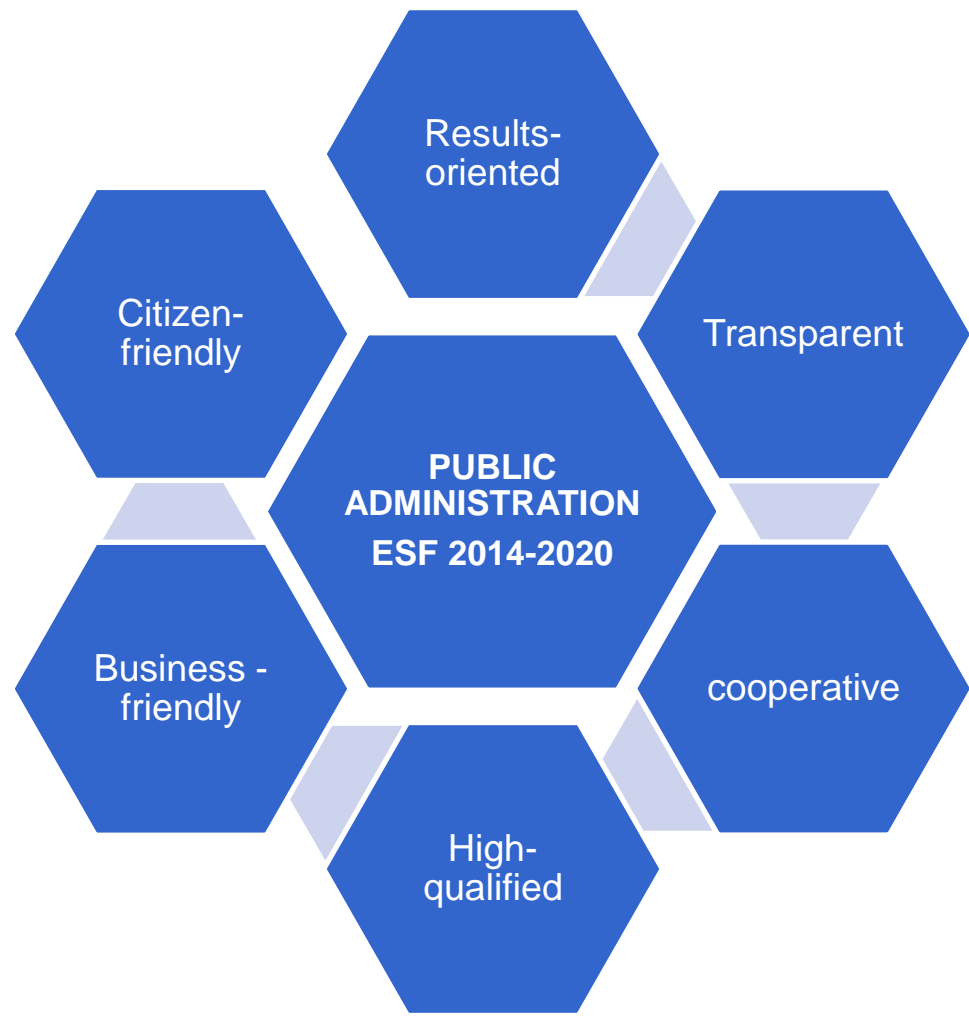 Results-
oriented
Citizen-
friendly
Transparent
PUBLIC
ADMINISTRATION
ESF 2014-2020
Business -
friendly
cooperative
High-
qualified